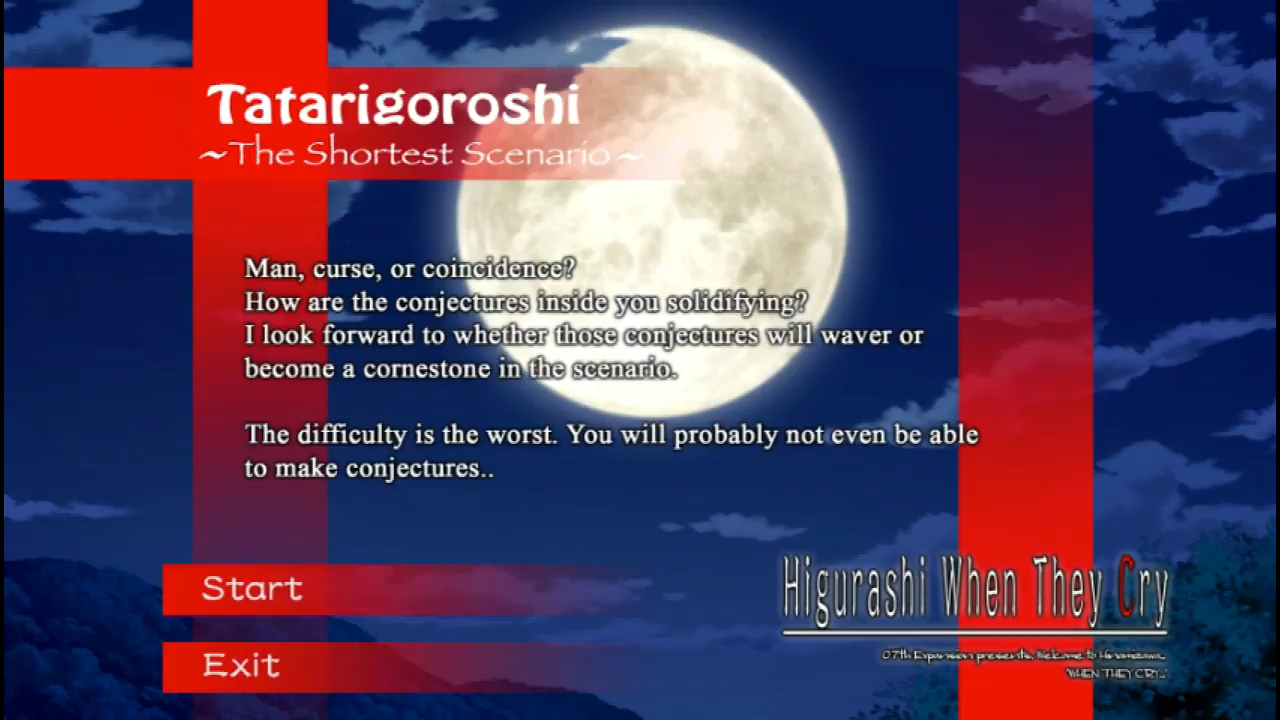 Tatarigoroshi
~The Shortest Scenario~
Man, curse, or coincidence?
How are the conjectures inside you solidifying?
I look forward to whether those conjectures will waver or
become a cornestone in the scenario.
The difficulty is the worst. You will probably not even be able
to make conjectures..
Start
Exit
Higurashi When They Cry
07th Expansion presents. Welcome to Hinamizawa...
WHEN THEY CRY...